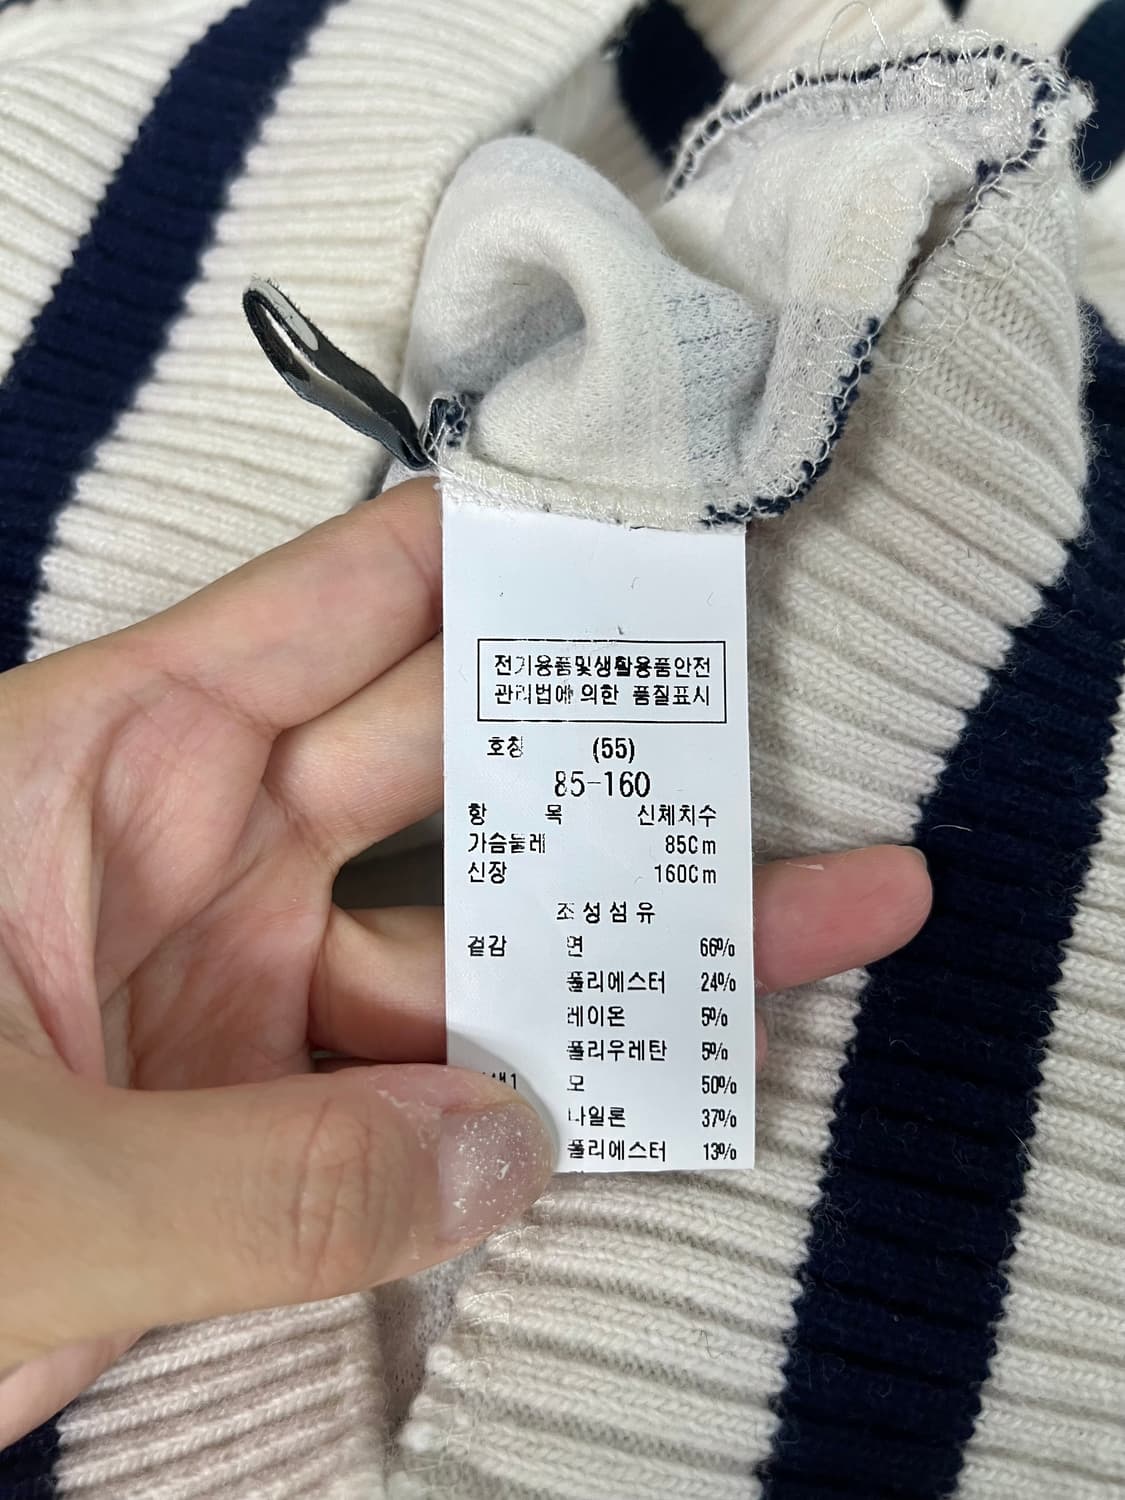 전기용품및생활용품안전
관리법에 의한 품질표시
호칭 (55)
85-160
항 목 신체치수
가슴둘레 85Cm
신장 160Cm
조성섬유
겉감 면 66%
폴리에스터 24%
레이온 5%
폴리우레탄 5%
모 50%
나일론 37%
폴리에스터 13%